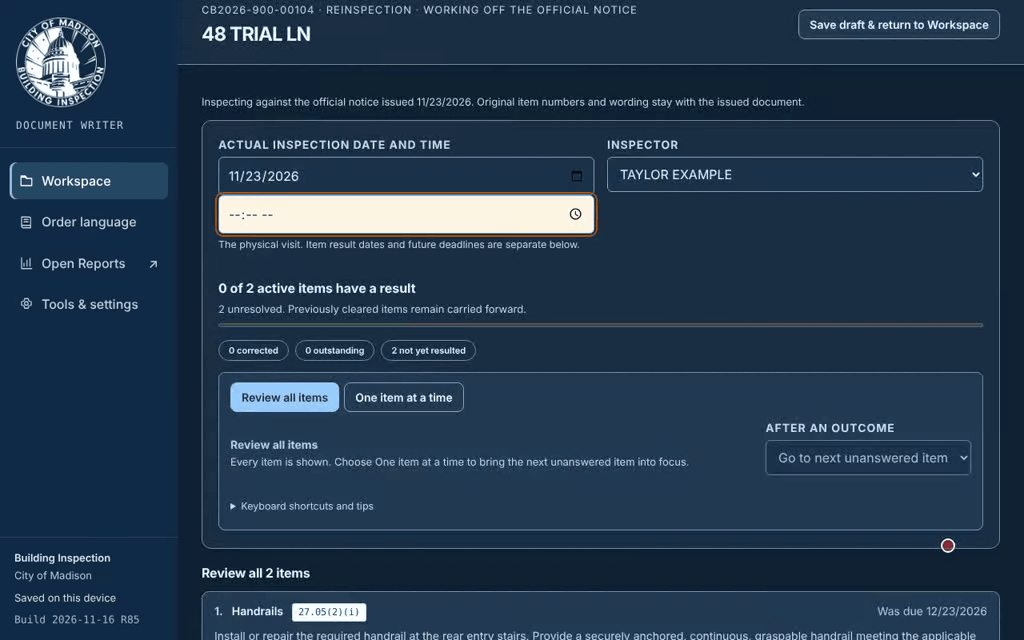 CITY OF MADISON
BUILDING INSPECTION
DOCUMENT WRITER
Workspace
Order language
Open Reports
Tools & settings
Building Inspection
City of Madison
Saved on this device
Build 2026-11-16 R85
CB2026-900-00104 · REINSPECTION · WORKING OFF THE OFFICIAL NOTICE
48 TRIAL LN
Save draft & return to Workspace
Inspecting against the official notice issued 11/23/2026. Original item numbers and wording stay with the issued document.
ACTUAL INSPECTION DATE AND TIME
11/23/2026
--:-- --
The physical visit. Item result dates and future deadlines are separate below.
INSPECTOR
TAYLOR EXAMPLE
0 of 2 active items have a result
2 unresolved. Previously cleared items remain carried forward.
0 corrected
0 outstanding
2 not yet resulted
Review all items
One item at a time
Review all items
Every item is shown. Choose One item at a time to bring the next unanswered item into focus.
AFTER AN OUTCOME
Go to next unanswered item
Keyboard shortcuts and tips
Review all 2 items
1. Handrails 27.05(2)(i)
Was due 12/23/2026
Install or repair the required handrail at the rear entry stairs. Provide a securely anchored, continuous, graspable handrail meeting the applicable